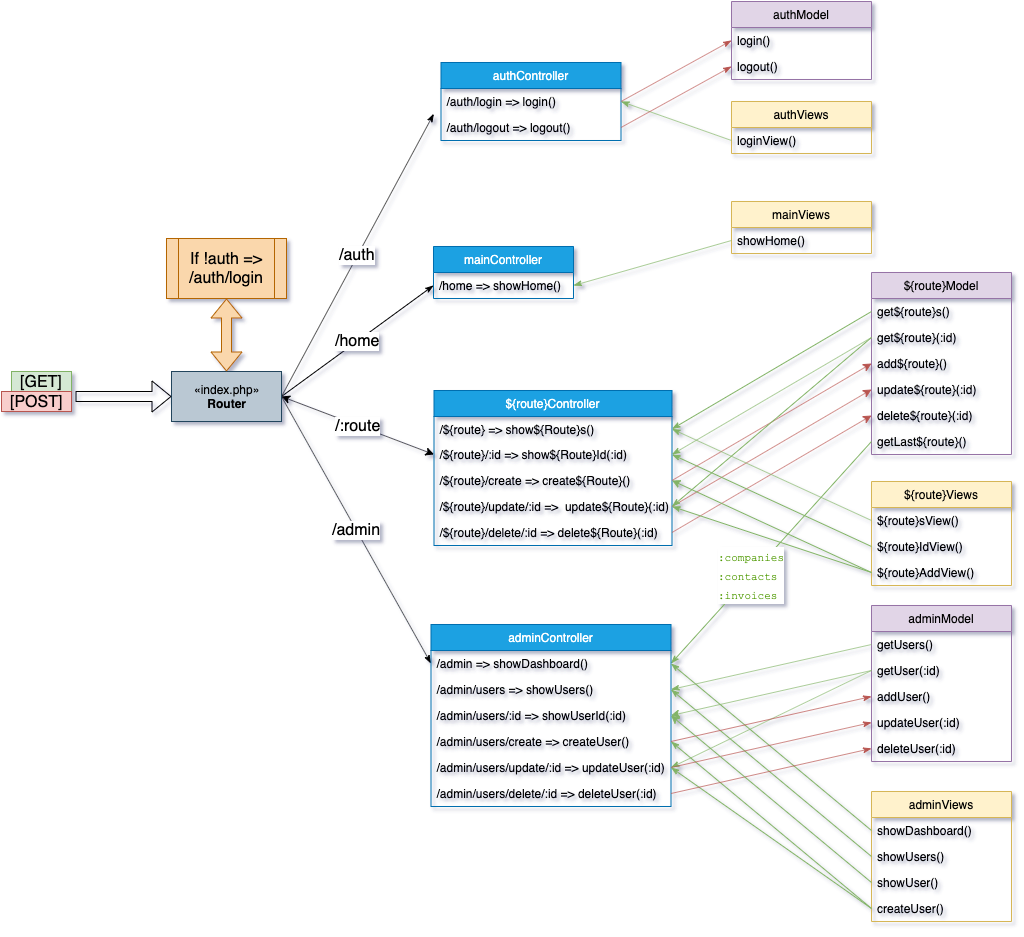 [GET]
[POST]
If !auth =>
/auth/login
«index.php»
Router
/auth
/home
/:route
/admin
authController
/auth/login => login()
/auth/logout => logout()
mainController
/home => showHome()
${route}Controller
/${route} => show${Route}s()
/${route}/:id => show${Route}Id(:id)
/${route}/create => create${Route}()
/${route}/update/:id => update${Route}(:id)
/${route}/delete/:id => delete${Route}(:id)
adminController
/admin => showDashboard()
/admin/users => showUsers()
/admin/users/:id => showUserId(:id)
/admin/users/create => createUser()
/admin/users/update/:id => updateUser(:id)
/admin/users/delete/:id => deleteUser(:id)
:companies
:contacts
:invoices
authModel
login()
logout()
authViews
loginView()
mainViews
showHome()
${route}Model
get${route}s()
get${route}(:id)
add${route}()
update${route}(:id)
delete${route}(:id)
getLast${route}()
${route}Views
${route}sView()
${route}IdView()
${route}AddView()
adminModel
getUsers()
getUser(:id)
addUser()
updateUser(:id)
deleteUser(:id)
adminViews
showDashboard()
showUsers()
showUser()
createUser()